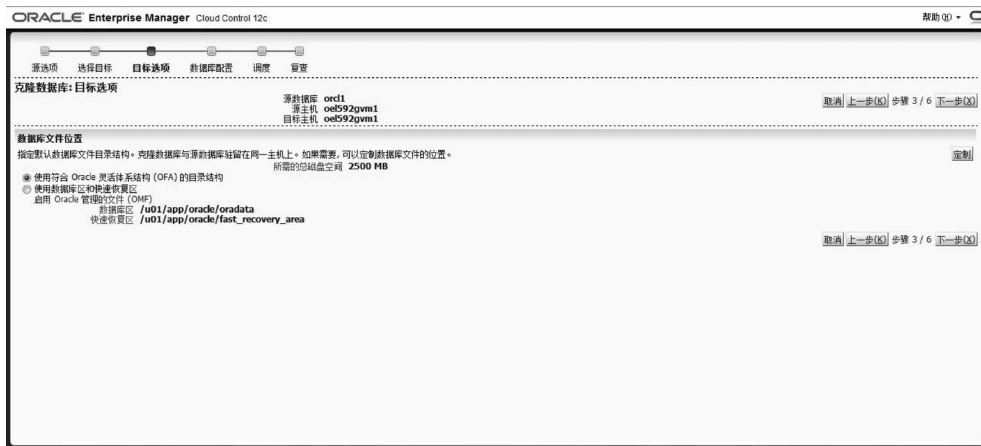 ORACLE Enterprise Manager Cloud Control 12c
帮助(H)
源选项 选择目标 目标选项 数据库配置 调度 复查
克隆数据库: 目标选项
源数据库 orcl1
源主机 oel592gvm1
目标主机 oel592gvm1
取消 上一步(K) 步骤 3 / 6 下一步(X)
数据库文件位置
指定默认数据库文件目录结构。克隆数据库与源数据库驻留在同一主机上。如果需要, 可以定制数据库文件的位置。
定制
所需的总磁盘空间 2500 MB
使用符合 Oracle 灵活体系结构 (OFA) 的目录结构
使用数据库区和快速恢复区
启用 Oracle 管理的文件 (OMF)
数据库区 /u01/app/oracle/oradata
快速恢复区 /u01/app/oracle/fast_recovery_area
取消 上一步(K) 步骤 3 / 6 下一步(X)